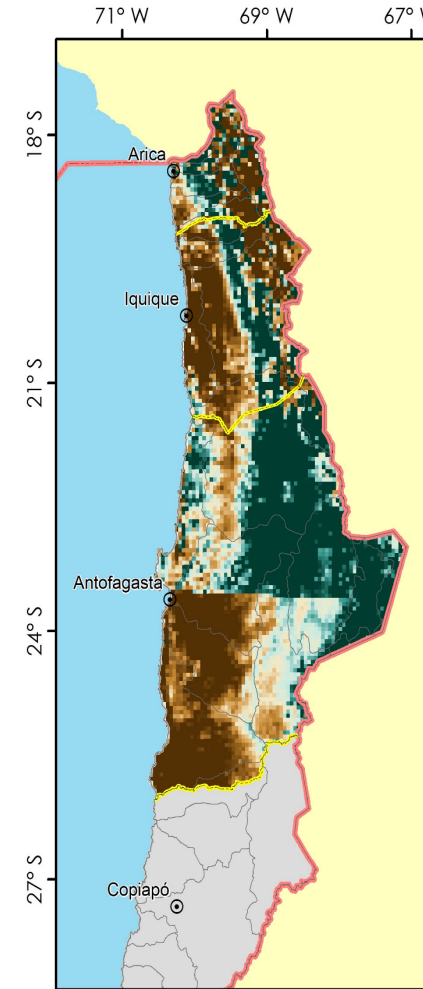 71° W 69° W 67° W
18° S
Arica
Iquique
21° S
Antofagasta
24° S
27° S
Copiapó